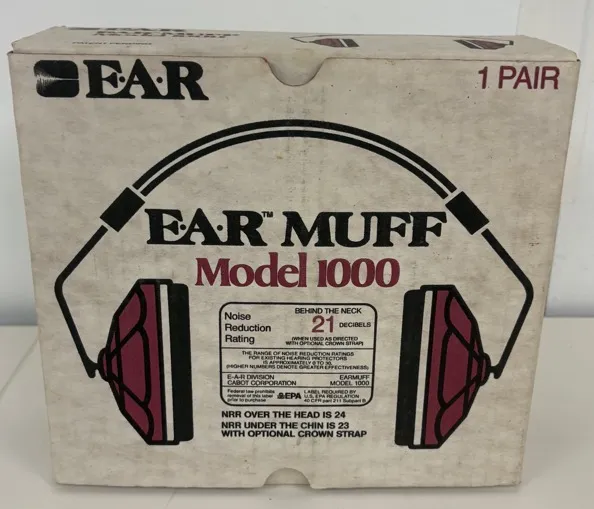 E·A·R
1 PAIR
E·A·R™ MUFF
Model 1000
Noise
Reduction
Rating
BEHIND THE NECK
21 DECIBELS
(WHEN USED AS DIRECTED
WITH OPTIONAL CROWN STRAP)
THE RANGE OF NOISE REDUCTION RATINGS
FOR EXISTING HEARING PROTECTORS
IS APPROXIMATELY 0 TO 30.
(HIGHER NUMBERS DENOTE GREATER EFFECTIVENESS)
E-A-R DIVISION
CABOT CORPORATION
EARMUFF
MODEL 1000
Federal law prohibits
removal of this label
prior to purchase
EPA
LABEL REQUIRED BY
U.S. EPA REGULATION
40 CFR part 211 Subpart B
NRR OVER THE HEAD IS 24
NRR UNDER THE CHIN IS 23
WITH OPTIONAL CROWN STRAP